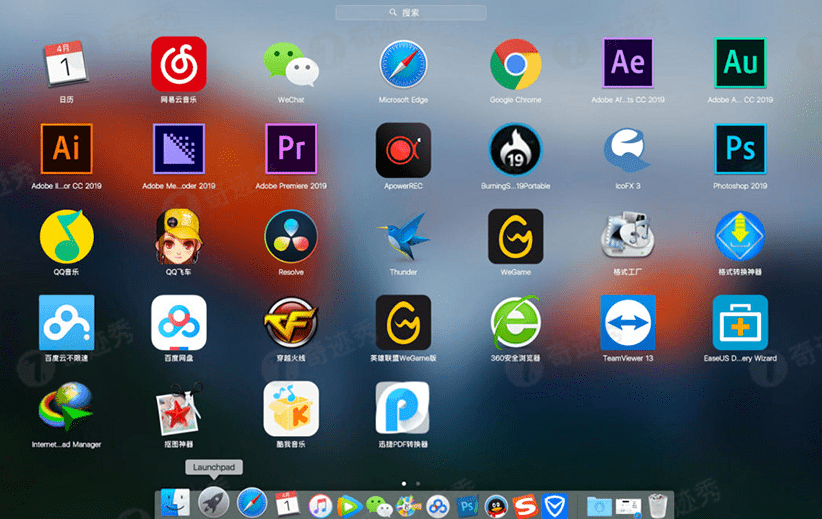 搜索
4月
1
日历
网易云音乐
WeChat
Microsoft Edge
Google Chrome
Ae
Adobe Af...ts CC 2019
Au
Adobe A... CC 2019
Ai
Adobe Il...or CC 2019
Adobe Me...oder 2019
Pr
Adobe Premiere 2019
ApowerREC
19
BurningS...19Portable
IcoFX 3
Ps
Photoshop 2019
QQ音乐
QQ飞车
Resolve
Thunder
WeGame
格式工厂
格式转换神器
百度云不限速
百度网盘
CF
穿越火线
英雄联盟WeGame版
360安全浏览器
TeamViewer 13
EaseUS D...ery Wizard
Internet...ad Manager
抠图神器
K
酷我音乐
P
迅捷PDF转换器
Launchpad
1
Ps
S
奇迹秀